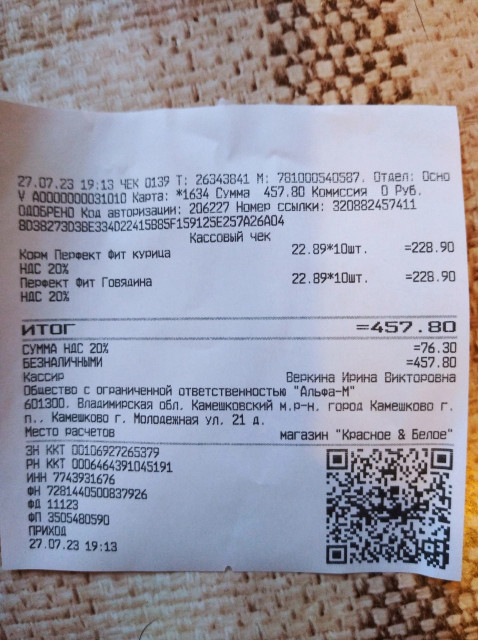 27.07.23 19:13 ЧЕК 0139 Т: 26343841 М: 781000540587. Отдел: Осно
V A0000000031010 Карта: *1634 Сумма 457.80 Комиссия 0 Руб.
ОДОБРЕНО Код авторизации: 206227 Номер ссылки: 320882457411
8D38273D3BE334D22415B85F159125E257A26A04
Кассовый чек
Корм Перфект фит курица 22.89*10шт. =228.90
НДС 20%
Перфект Фит Говядина 22.89*10шт. =228.90
НДС 20%
ИТОГ =457.80
СУММА НДС 20% =76.30
БЕЗНАЛИЧНЫМИ =457.80
Кассир Веркина Ирина Викторовна
Общество с ограниченной ответственностью "Альфа-М"
601300. Владимирская обл. Камешковский м.р-н. город Камешково г.
п., Камешково г. Молодежная ул. 21 д.
Место расчетов магазин "Красное & Белое"
ЗН ККТ 00106927265379
РН ККТ 0006464391045191
ИНН 7743931676
ФН 7281440500837926
ФД 11123
ФП 3505480590
ПРИХОД
27.07.23 19:13